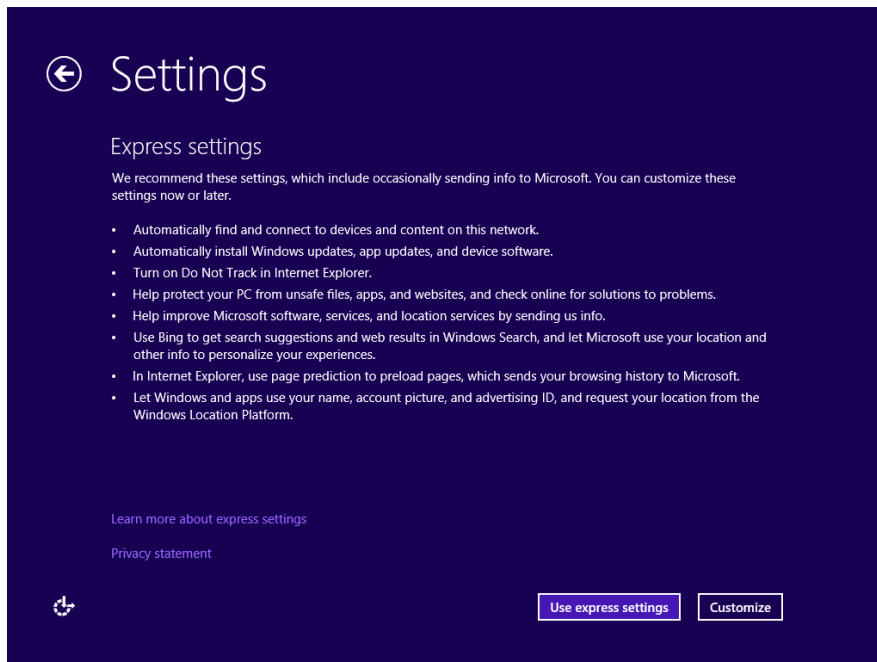 Settings
Express settings
We recommend these settings, which include occasionally sending info to Microsoft. You can customize these
settings now or later.
• Automatically find and connect to devices and content on this network.
• Automatically install Windows updates, app updates, and device software.
• Turn on Do Not Track in Internet Explorer.
• Help protect your PC from unsafe files, apps, and websites, and check online for solutions to problems.
• Help improve Microsoft software, services, and location services by sending us info.
• Use Bing to get search suggestions and web results in Windows Search, and let Microsoft use your location and
other info to personalize your experiences.
• In Internet Explorer, use page prediction to preload pages, which sends your browsing history to Microsoft.
• Let Windows and apps use your name, account picture, and advertising ID, and request your location from the
Windows Location Platform.
Learn more about express settings
Privacy statement
Use express settings
Customize